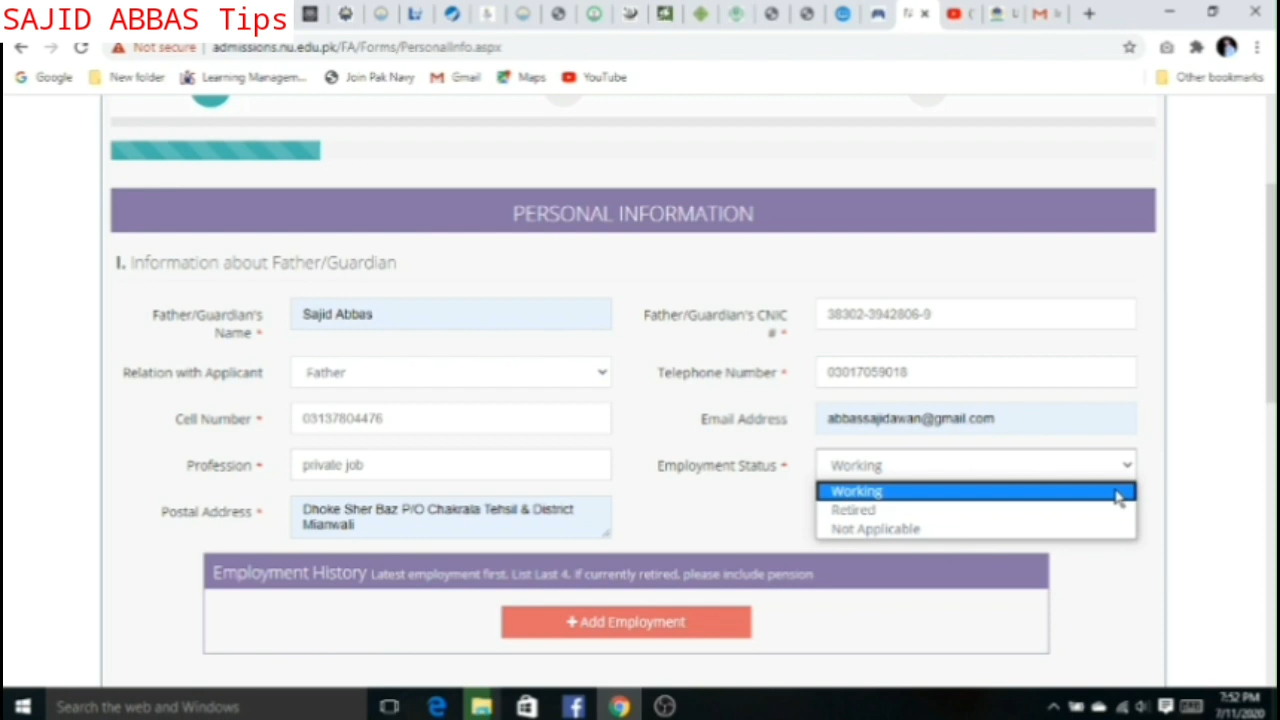 SAJID ABBAS Tips
Not secure | admissions.nu.edu.pk/FA/Forms/PersonalInfo.aspx
Google New folder Learning Managem... Join Pak Navy Gmail Maps YouTube Other bookmarks
PERSONAL INFORMATION
I. Information about Father/Guardian
Father/Guardian's Name * Sajid Abbas
Father/Guardian's CNIC # * 38302-3942806-9
Relation with Applicant Father
Telephone Number * 03017059018
Cell Number * 03137804476
Email Address abbassajidawan@gmail.com
Profession * private job
Employment Status * Working
Working
Retired
Not Applicable
Postal Address * Dhoke Sher Baz P/O Chakrala Tehsil & District
Mianwali
Employment History Latest employment first. List Last 4. If currently retired, please include pension
+ Add Employment
Search the web and Windows
7:52 PM
7/11/2020